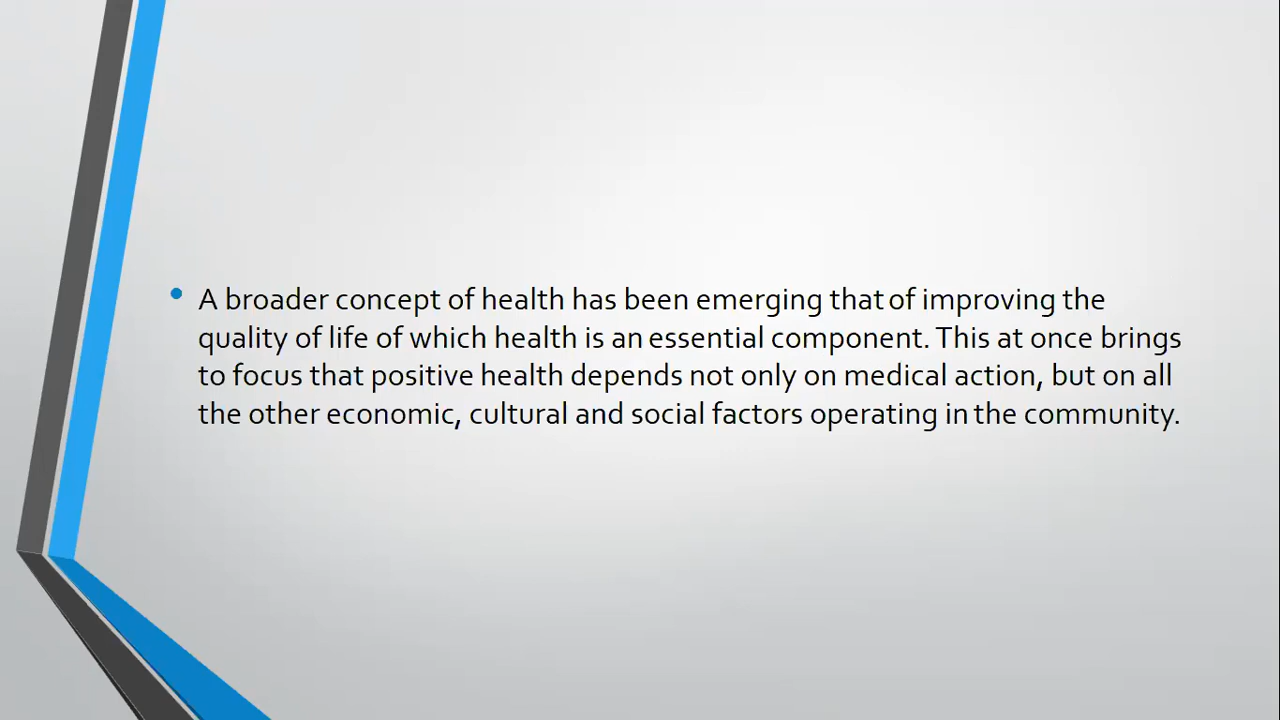 A broader concept of health has been emerging that of improving the
quality of life of which health is an essential component. This at once brings
to focus that positive health depends not only on medical action, but on all
the other economic, cultural and social factors operating in the community.